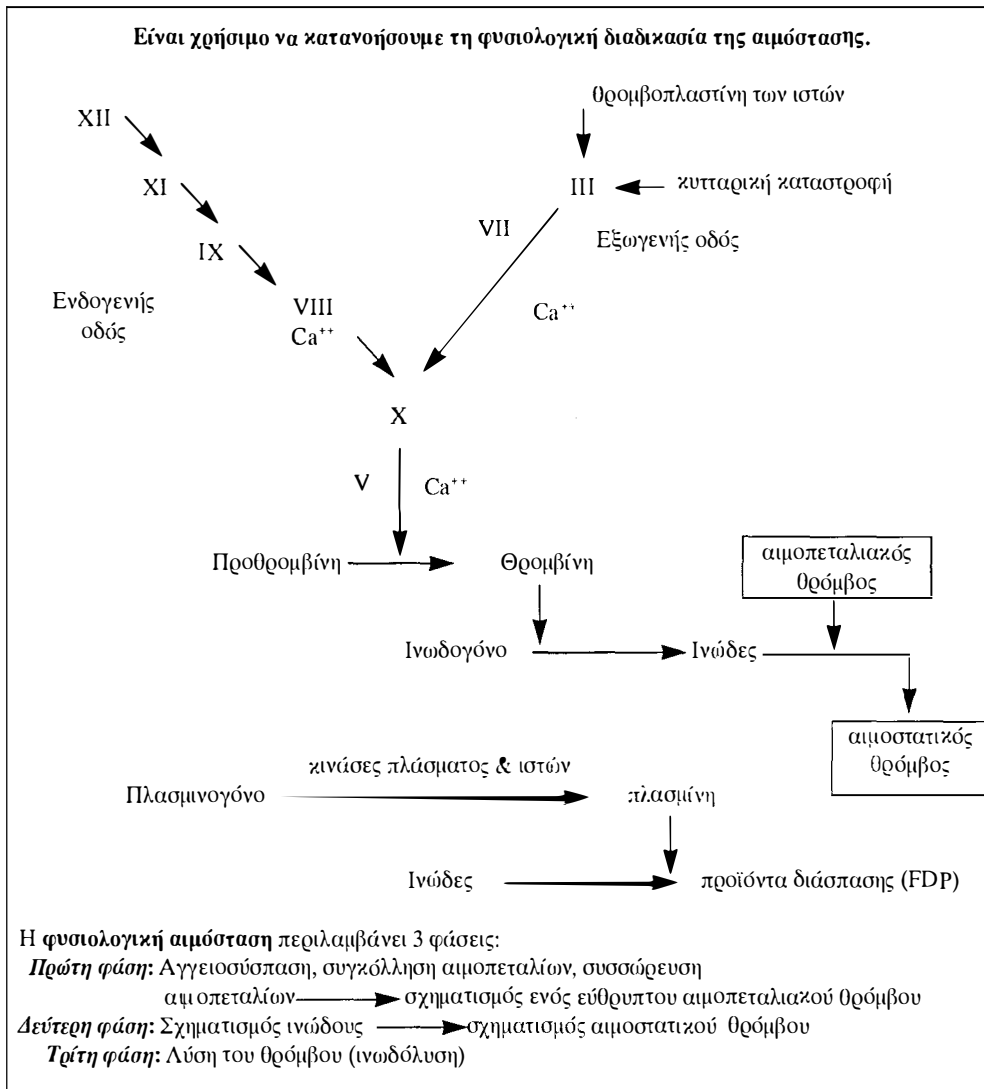 Είναι χρήσιμο να κατανοήσουμε τη φυσιολογική διαδικασία της αιμόστασης.
θρομβοπλαστίνη των ιστών
XII
XI
III
κυτταρική καταστροφή
VII
Εξωγενής οδός
IX
Ενδογενής
οδός
VIII
Ca⁺⁺
Ca⁺⁺
X
V
Ca⁺⁺
Προθρομβίνη
Θρομβίνη
αιμοπεταλιακός
θρόμβος
Ινωδογόνο
Ινώδες
αιμοστατικός
θρόμβος
κινάσες πλάσματος & ιστών
Πλασμινογόνο
πλασμίνη
Ινώδες
προϊόντα διάσπασης (FDP)
Η φυσιολογική αιμόσταση περιλαμβάνει 3 φάσεις:
Πρώτη φάση: Αγγειοσύσπαση, συγκόλληση αιμοπεταλίων, συσσώρευση
αιμοπεταλίων → σχηματισμός ενός εύθρυπτου αιμοπεταλιακού θρόμβου
Δεύτερη φάση: Σχηματισμός ινώδους → σχηματισμός αιμοστατικού θρόμβου
Τρίτη φάση: Λύση του θρόμβου (ινωδόλυση)